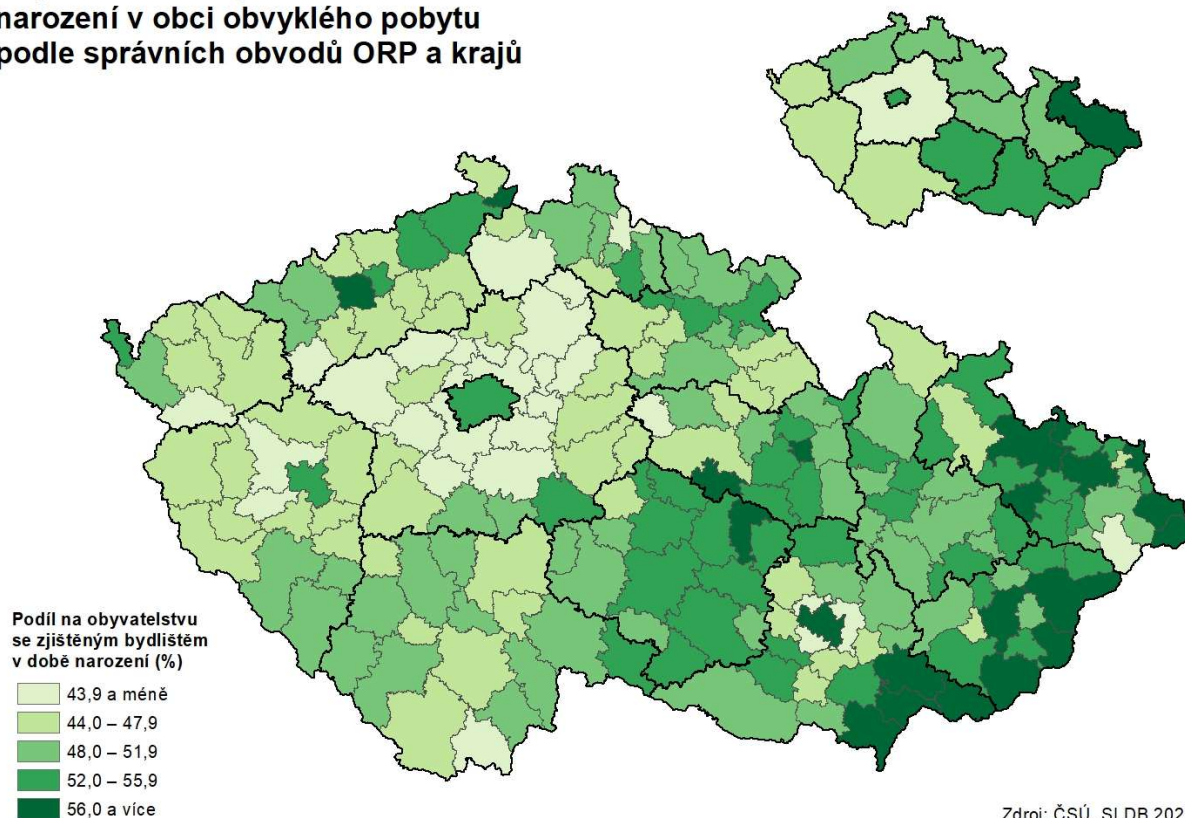 narození v obci obvyklého pobytu
podle správních obvodů ORP a krajů
Podíl na obyvatelstvu
se zjištěným bydlištěm
v době narození (%)
43,9 a méně
44,0 – 47,9
48,0 – 51,9
52,0 – 55,9
56,0 a více
Zdroj: ČSÚ, SLDB 202